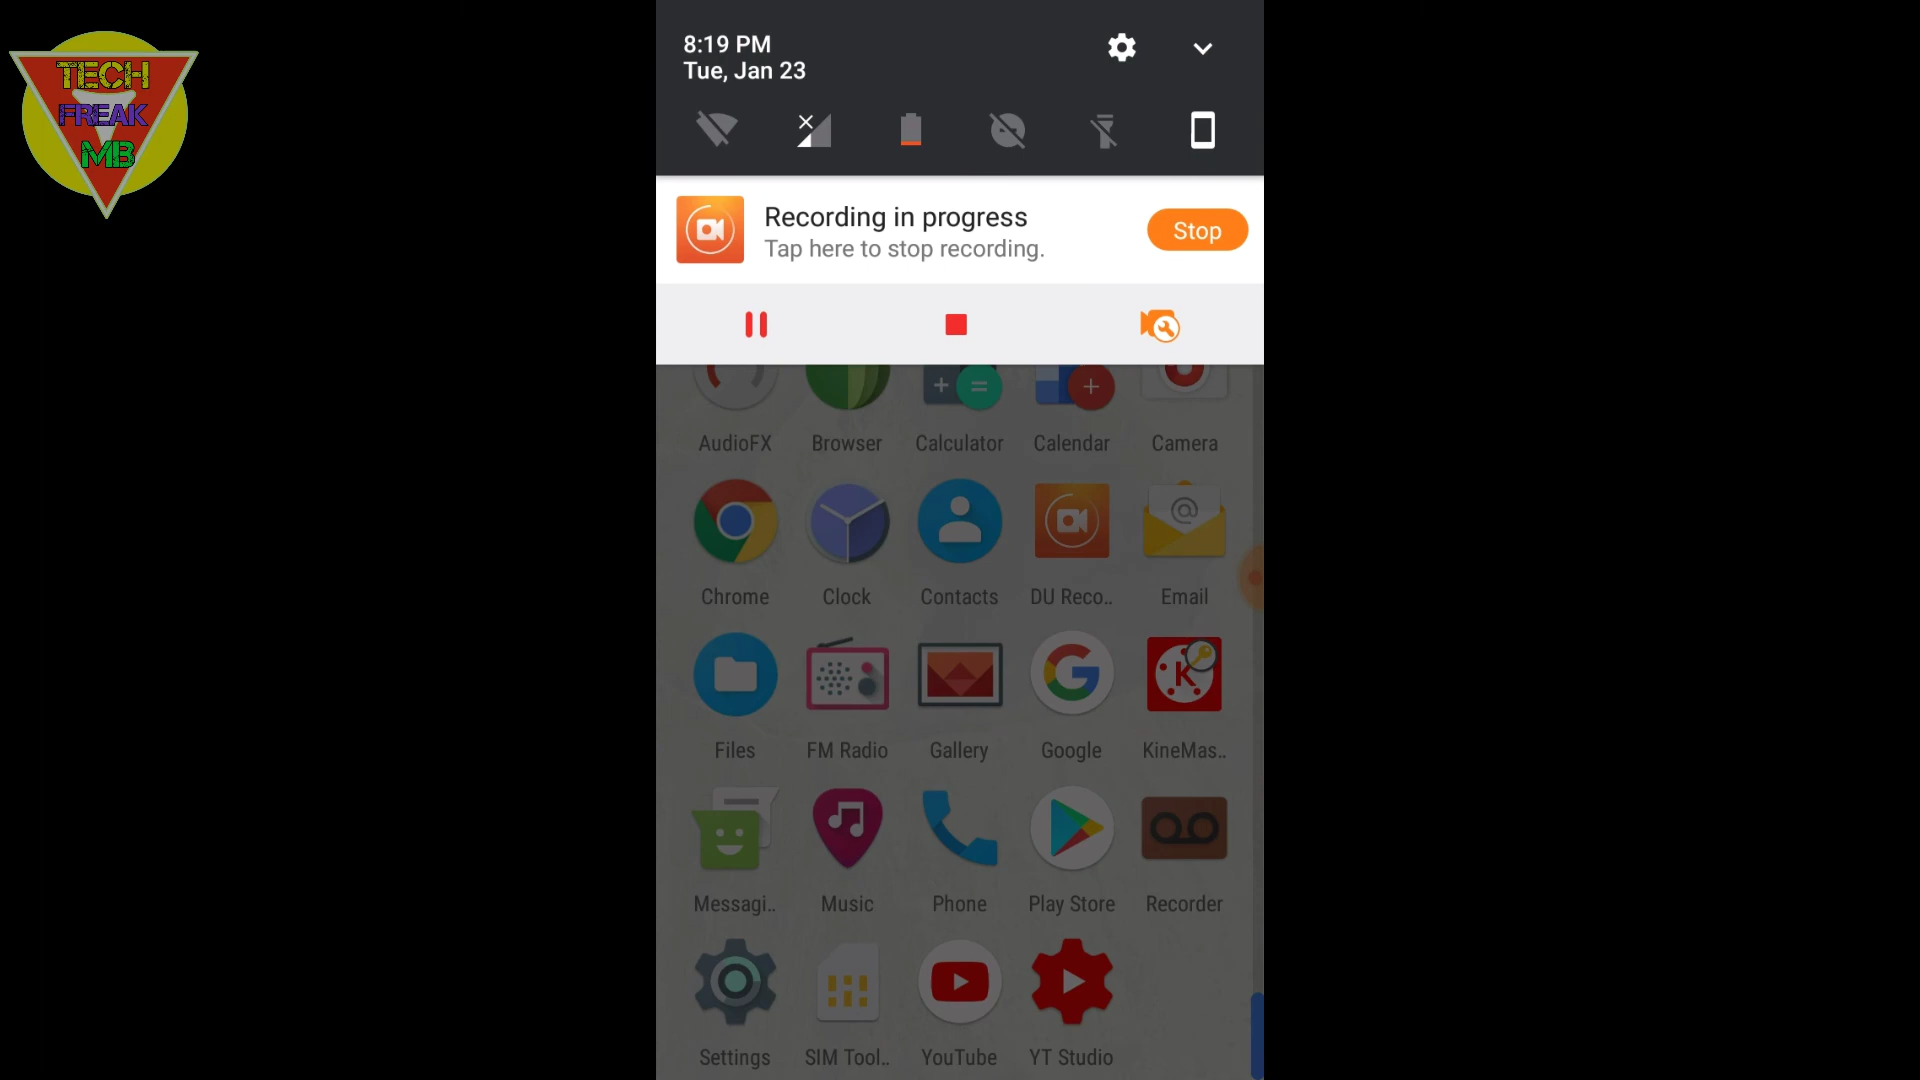 TECH
FREAK
MB
8:19 PM
Tue, Jan 23
Recording in progress
Tap here to stop recording.
Stop
AudioFX Browser Calculator Calendar Camera
Chrome Clock Contacts DU Reco.. Email
Files FM Radio Gallery Google KineMas..
Messagi.. Music Phone Play Store Recorder
Settings SIM Tool.. YouTube YT Studio